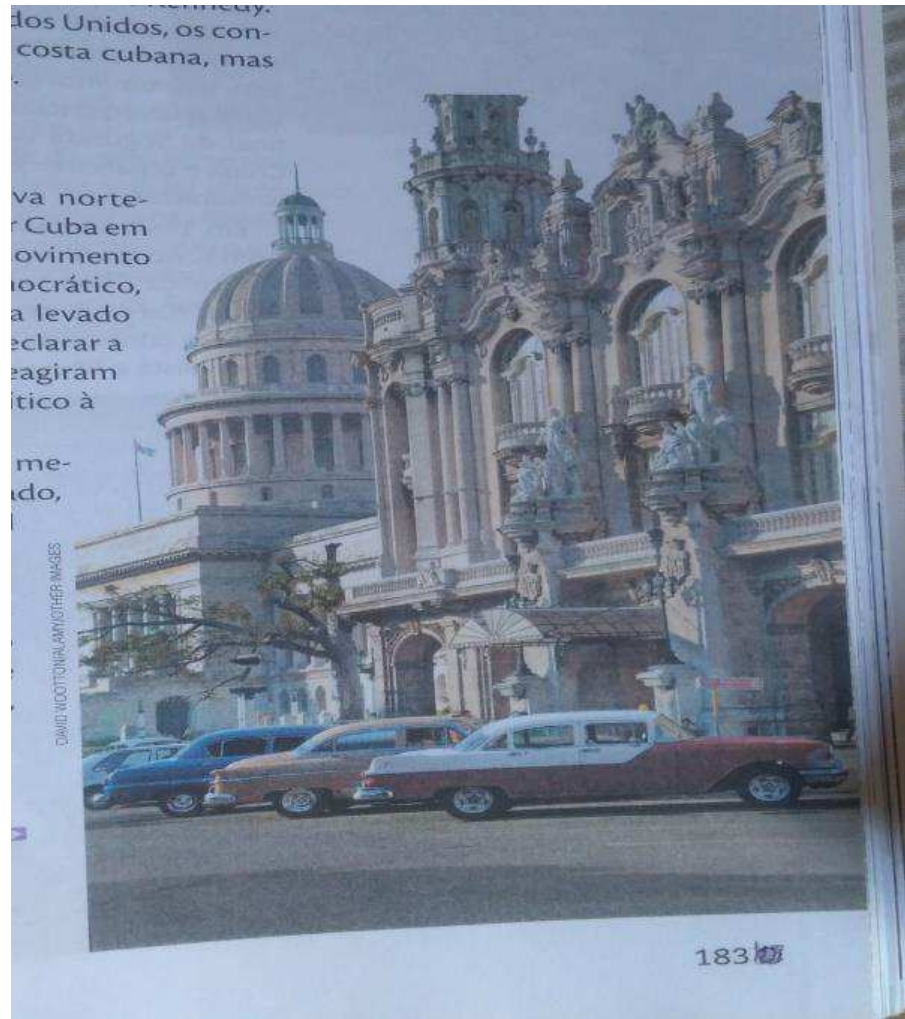 dos Unidos, os con-
costa cubana, mas
va norte-
Cuba em
ovimento
ocrático,
a levado
eclarar a
eagiram
ítico à
me-
ado,
DAVID WOOTTON/ALAMY/OTHER IMAGES
183